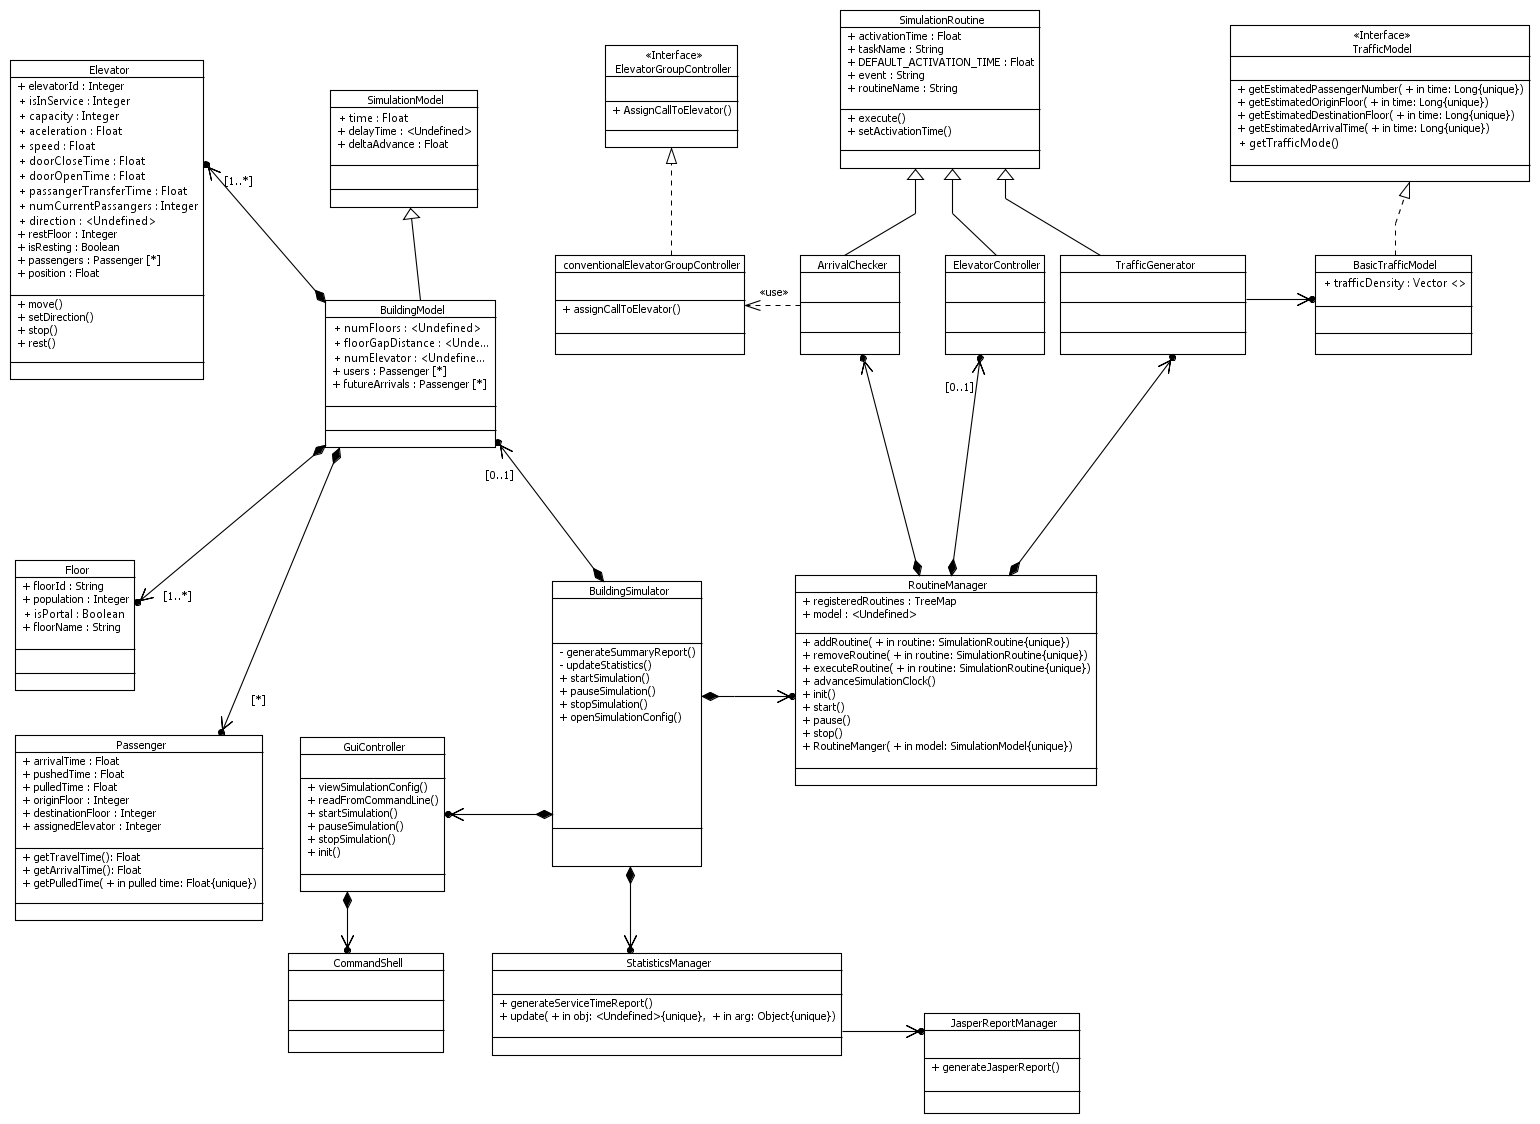 Elevator
+ elevatorId : Integer
+ isInService : Integer
+ capacity : Integer
+ aceleration : Float
+ speed : Float
+ doorCloseTime : Float
+ doorOpenTime : Float
+ passangerTransferTime : Float
+ numCurrentPassangers : Integer
+ direction : <Undefined>
+ restFloor : Integer
+ isResting : Boolean
+ passengers : Passenger [*]
+ position : Float
+ move()
+ setDirection()
+ stop()
+ rest()
[1..*]
SimulationModel
+ time : Float
+ delayTime : <Undefined>
+ deltaAdvance : Float
«Interface»
ElevatorGroupController
+ AssignCallToElevator()
SimulationRoutine
+ activationTime : Float
+ taskName : String
+ DEFAULT_ACTIVATION_TIME : Float
+ event : String
+ routineName : String
+ execute()
+ setActivationTime()
«Interface»
TrafficModel
+ getEstimatedPassengerNumber( + in time: Long{unique})
+ getEstimatedOriginFloor( + in time: Long{unique})
+ getEstimatedDestinationFloor( + in time: Long{unique})
+ getEstimatedArrivalTime( + in time: Long{unique})
+ getTrafficMode()
BuildingModel
+ numFloors : <Undefined>
+ floorGapDistance : <Unde...
+ numElevator : <Undefine...
+ users : Passenger [*]
+ futureArrivals : Passenger [*]
conventionalElevatorGroupController
+ assignCallToElevator()
«use»
ArrivalChecker
ElevatorController
TrafficGenerator
BasicTrafficModel
+ trafficDensity : Vector <>
[0..1]
[0..1]
Floor
+ floorId : String
+ population : Integer
+ isPortal : Boolean
+ floorName : String
[1..*]
[*]
BuildingSimulator
- generateSummaryReport()
- updateStatistics()
+ startSimulation()
+ pauseSimulation()
+ stopSimulation()
+ openSimulationConfig()
RoutineManager
+ registeredRoutines : TreeMap
+ model : <Undefined>
+ addRoutine( + in routine: SimulationRoutine{unique})
+ removeRoutine( + in routine: SimulationRoutine{unique})
+ executeRoutine( + in routine: SimulationRoutine{unique})
+ advanceSimulationClock()
+ init()
+ start()
+ pause()
+ stop()
+ RoutineManger( + in model: SimulationModel{unique})
Passenger
+ arrivalTime : Float
+ pushedTime : Float
+ pulledTime : Float
+ originFloor : Integer
+ destinationFloor : Integer
+ assignedElevator : Integer
+ getTravelTime(): Float
+ getArrivalTime(): Float
+ getPulledTime( + in pulled time: Float{unique})
GuiController
+ viewSimulationConfig()
+ readFromCommandLine()
+ startSimulation()
+ pauseSimulation()
+ stopSimulation()
+ init()
CommandShell
StatisticsManager
+ generateServiceTimeReport()
+ update( + in obj: <Undefined>{unique},  + in arg: Object{unique})
JasperReportManager
+ generateJasperReport()